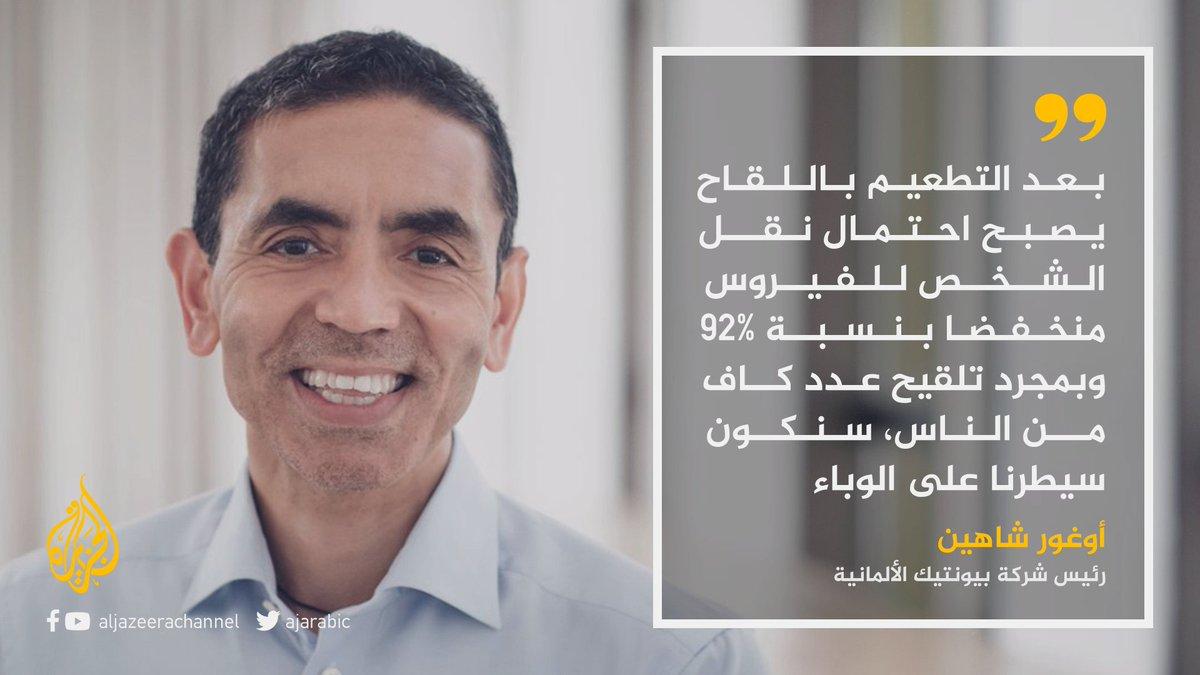 بعد التطعيم باللقاح
يصبح احتمال نقل
الشخص للفيروس
منخفضا بنسبة 92%
وبمجرد تلقيح عدد كاف
من الناس، سنكون
سيطرنا على الوباء
أوغور شاهين
رئيس شركة بيونتيك الألمانية
الجزيرة
aljazeerachannel
ajarabic